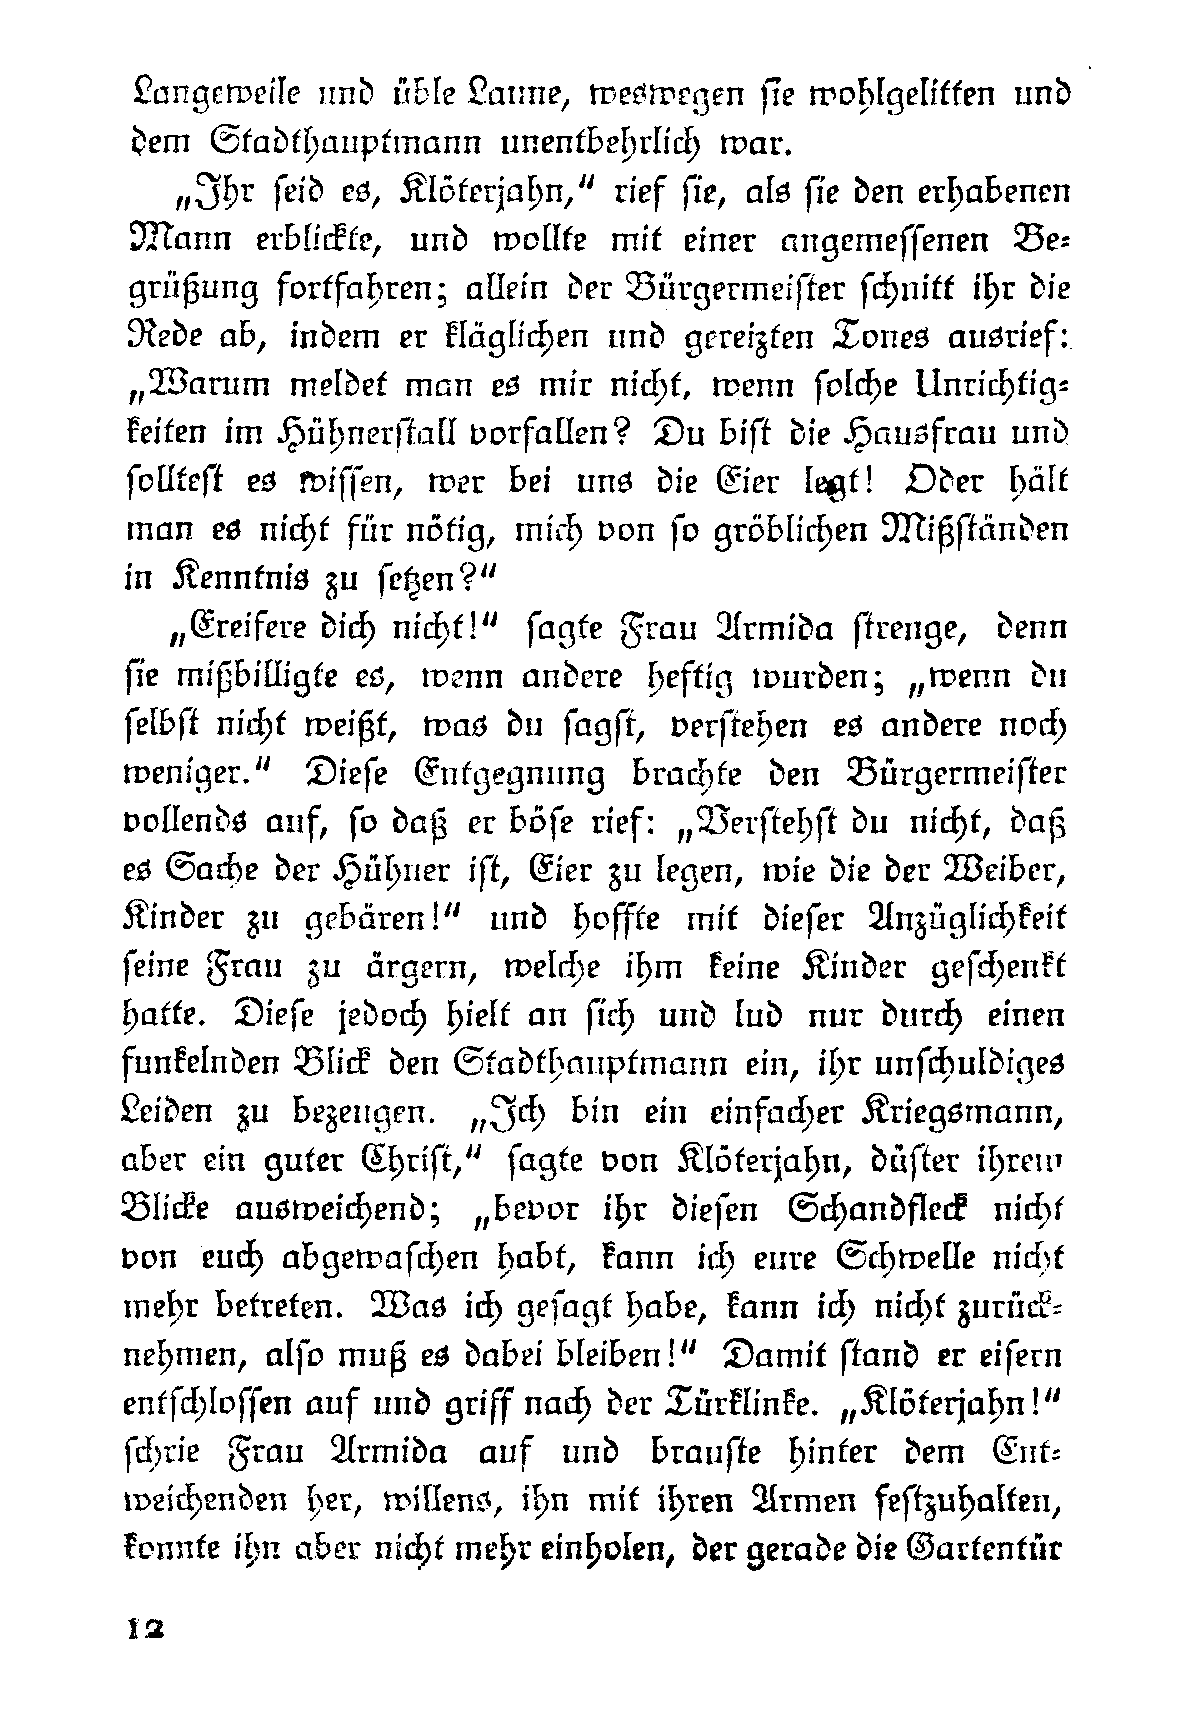 Langeweile und üble Laune, weswegen sie wohlgelitten und
dem Stadthauptmann unentbehrlich war.
„Ihr seid es, Klöterjahn,“ rief sie, als sie den erhabenen
Mann erblickte, und wollte mit einer angemessenen Be-
grüßung fortfahren; allein der Bürgermeister schnitt ihr die
Rede ab, indem er kläglichen und gereizten Tones ausrief:
„Warum meldet man es mir nicht, wenn solche Unrichtig-
keiten im Hühnerstall vorfallen? Du bist die Hausfrau und
solltest es wissen, wer bei uns die Eier legt! Oder hält
man es nicht für nötig, mich von so gröblichen Mißständen
in Kenntnis zu setzen?“
„Ereifere dich nicht!“ sagte Frau Armida strenge, denn
sie mißbilligte es, wenn andere heftig wurden; „wenn du
selbst nicht weißt, was du sagst, verstehen es andere noch
weniger.“ Diese Entgegnung brachte den Bürgermeister
vollends auf, so daß er böse rief: „Verstehst du nicht, daß
es Sache der Hühner ist, Eier zu legen, wie die der Weiber,
Kinder zu gebären!“ und hoffte mit dieser Anzüglichkeit
seine Frau zu ärgern, welche ihm keine Kinder geschenkt
hatte. Diese jedoch hielt an sich und lud nur durch einen
funkelnden Blick den Stadthauptmann ein, ihr unschuldiges
Leiden zu bezeugen. „Ich bin ein einfacher Kriegsmann,
aber ein guter Christ,“ sagte von Klöterjahn, düster ihrem
Blicke ausweichend; „bevor ihr diesen Schandfleck nicht
von euch abgewaschen habt, kann ich eure Schwelle nicht
mehr betreten. Was ich gesagt habe, kann ich nicht zurück-
nehmen, also muß es dabei bleiben!“ Damit stand er eisern
entschlossen auf und griff nach der Türklinke. „Klöterjahn!“
schrie Frau Armida auf und brauste hinter dem Ent-
weichenden her, willens, ihn mit ihren Armen festzuhalten,
konnte ihn aber nicht mehr einholen, der gerade die Gartentür
12